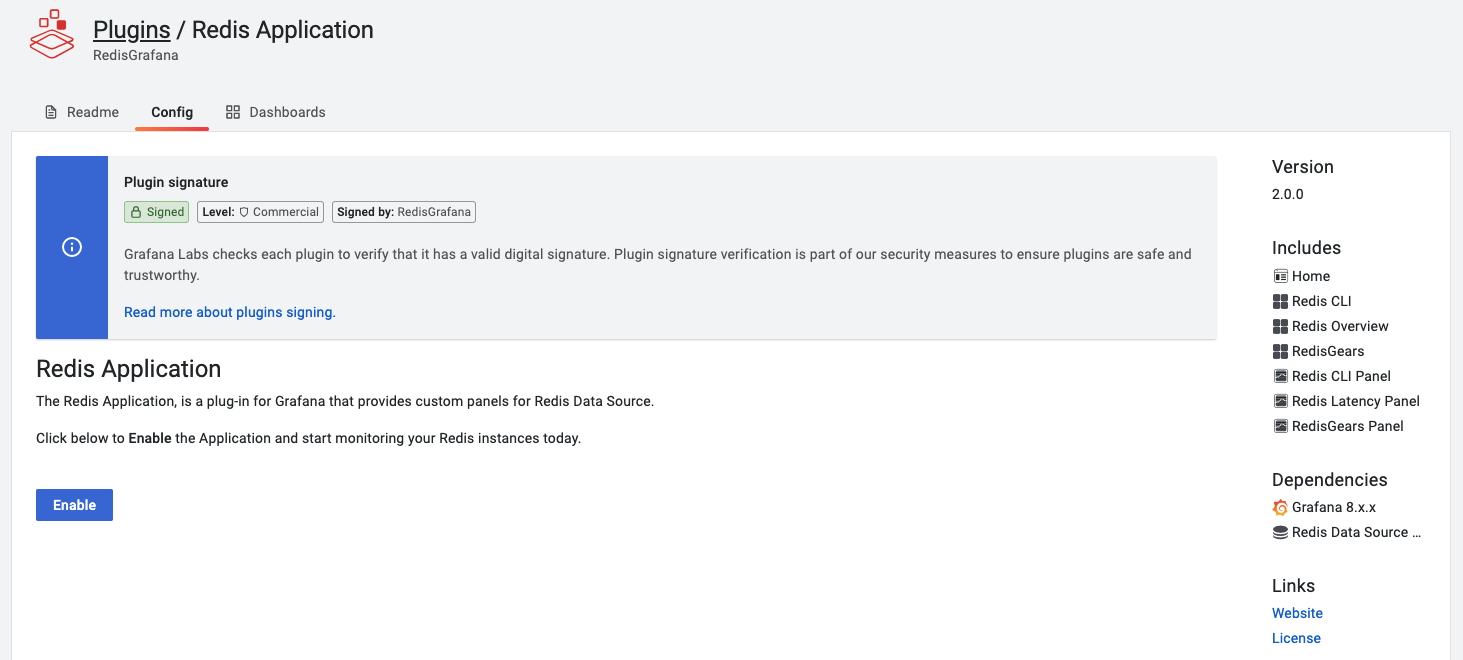 Plugins / Redis Application
RedisGrafana
Readme
Config
Dashboards
Plugin signature
Signed
Level: Commercial
Signed by: RedisGrafana
Grafana Labs checks each plugin to verify that it has a valid digital signature. Plugin signature verification is part of our security measures to ensure plugins are safe and
trustworthy.
Read more about plugins signing.
Redis Application
The Redis Application, is a plug-in for Grafana that provides custom panels for Redis Data Source.
Click below to Enable the Application and start monitoring your Redis instances today.
Enable
Version
2.0.0
Includes
Home
Redis CLI
Redis Overview
RedisGears
Redis CLI Panel
Redis Latency Panel
RedisGears Panel
Dependencies
Grafana 8.x.x
Redis Data Source ...
Links
Website
License